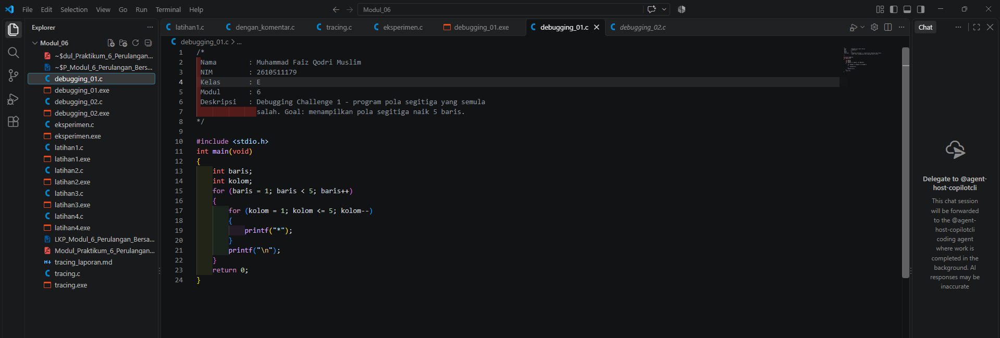 File Edit Selection View Go Run Terminal Help
Modul_06
Explorer
Modul_06
~$dul_Praktikum_6_Perulangan...
~$P_Modul_6_Perulangan_Bers...
debugging_01.c
debugging_01.exe
debugging_02.c
debugging_02.exe
eksperimen.c
eksperimen.exe
latihan1.c
latihan1.exe
latihan2.c
latihan2.exe
latihan3.c
latihan3.exe
latihan4.c
latihan4.exe
LKP_Modul_6_Perulangan_Bersa...
Modul_Praktikum_6_Perulangan...
tracing_laporan.md
tracing.c
tracing.exe
latihan1.c dengan_komentar.c tracing.c eksperimen.c debugging_01.exe debugging_01.c debugging_02.c
debugging_01.c > ...
1 /*
2 Nama : Muhammad Faiz Qodri Muslim
3 NIM : 2610511179
4 Kelas : E
5 Modul : 6
6 Deskripsi : Debugging Challenge 1 - program pola segitiga yang semula
7 salah. Goal: menampilkan pola segitiga naik 5 baris.
8 */
9
10 #include <stdio.h>
11 int main(void)
12 {
13 int baris;
14 int kolom;
15 for (baris = 1; baris < 5; baris++)
16 {
17 for (kolom = 1; kolom <= 5; kolom--)
18 {
19 printf("*");
20 }
21 printf("\n");
22 }
23 return 0;
24 }
Chat
Delegate to @agent-
host-copilotcli
This chat session
will be forwarded
to the @agent-
host-copilotcli
coding agent
where work is
completed in the
background. AI
responses may be
inaccurate